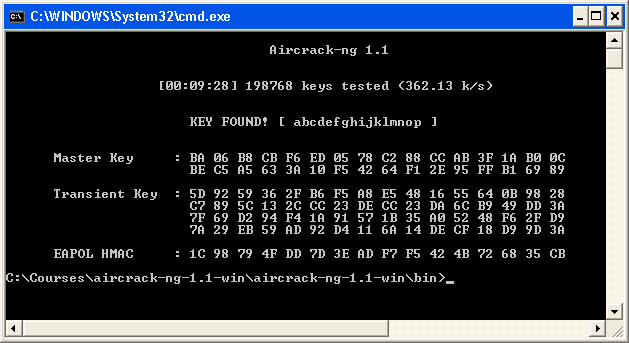 C:\WINDOWS\System32\cmd.exe
Aircrack-ng 1.1
[00:09:28] 198768 keys tested (362.13 k/s)
KEY FOUND! [ abcdefghijklmnop ]
Master Key : BA 06 B8 CB F6 ED 05 78 C2 88 CC AB 3F 1A B0 0C
BE C5 A5 63 3A 10 F5 42 64 F1 2E 95 FF B1 69 89
Transient Key : 5D 92 59 36 2F B6 F5 A8 E5 48 16 55 64 0B 98 28
C7 89 5C 13 2C CC 23 DE CC 23 DA 6C B9 49 DD 3A
7F 69 D2 94 F4 1A 91 57 1B 35 A0 52 48 F6 2F D9
7A 29 EB 59 AD 92 D4 11 6A 14 DE CF 18 D9 9D 3A
EAPOL HMAC : 1C 98 79 4F DD 7D 3E AD F7 F5 42 4B 72 68 35 CB
C:\Courses\aircrack-ng-1.1-win\aircrack-ng-1.1-win\bin>_